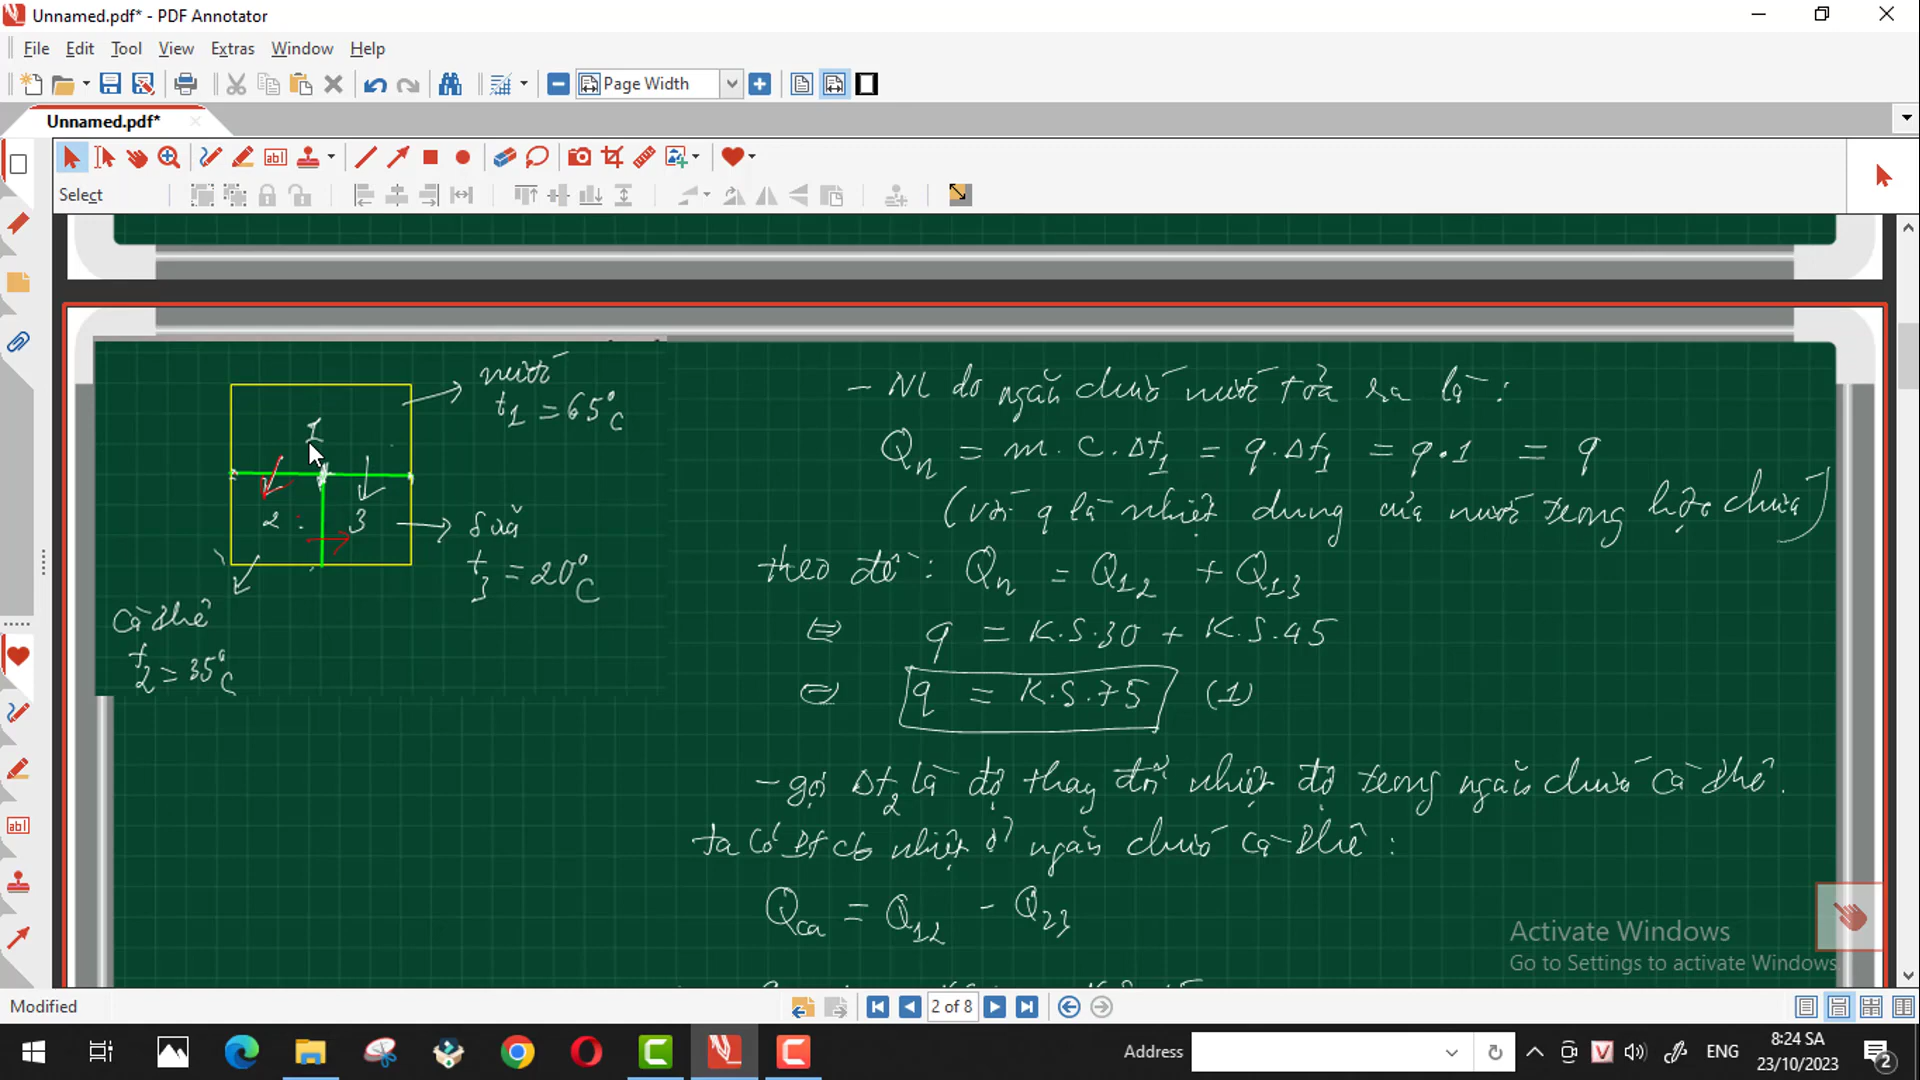 Unnamed.pdf* - PDF Annotator
File Edit Tool View Extras Window Help
Page Width
Unnamed.pdf*
Select
nước
t₁ = 65°C
1
2 : 3
sữa
t₃ = 20°C
Cà phê
t₂ = 35°C
- NL do ngăn chứa nước tỏa ra là :
Qn = m. C. Δt₁ = q. Δt₁ = q.1 = q
(với q là nhiệt dung của nước trong hộp chứa)
theo đề : Qn = Q12 + Q13
⇔ q = K.S.30 + K.S.45
⇔ q = K.S.75 (1)
- gọi Δt₂ là độ thay đổi nhiệt độ trong ngăn chứa cà phê.
ta có Pt cb nhiệt ở ngăn chứa cà phê :
Qca = Q12 - Q23
Activate Windows
Go to Settings to activate Windows.
Modified
2 of 8
Address
ENG
8:24 SA
23/10/2023
2